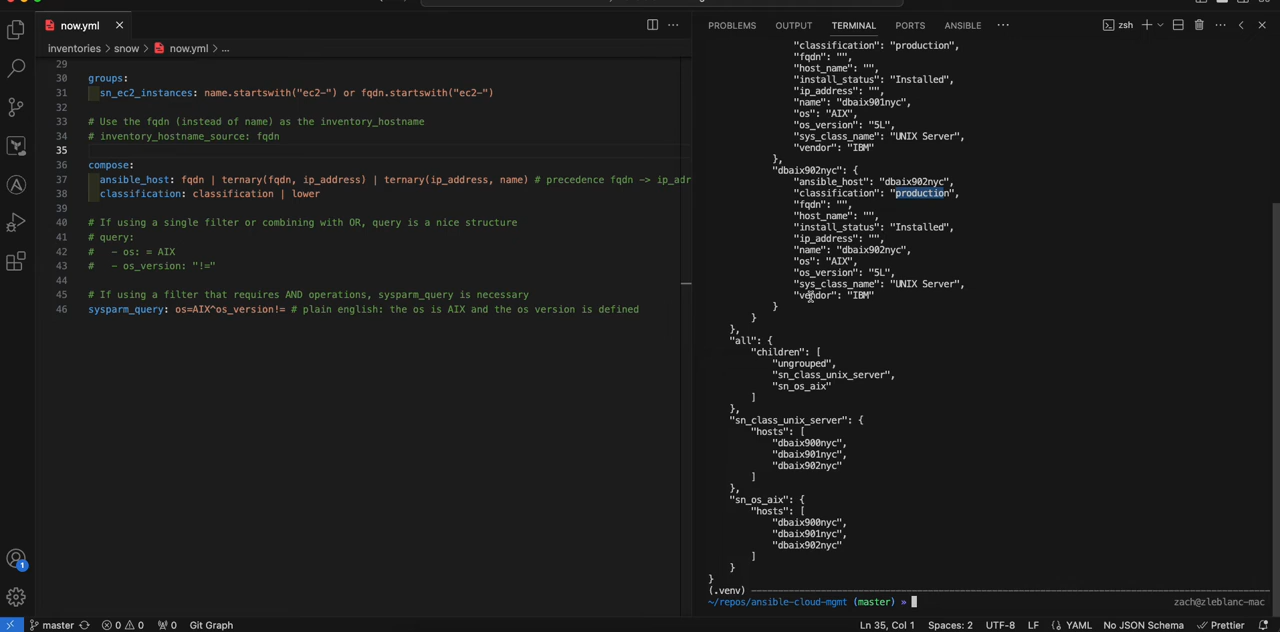 now.yml
inventories > snow > now.yml > ...
29
30 groups:
31 sn_ec2_instances: name.startswith("ec2-") or fqdn.startswith("ec2-")
32
33 # Use the fqdn (instead of name) as the inventory_hostname
34 # inventory_hostname_source: fqdn
35
36 compose:
37 ansible_host: fqdn | ternary(fqdn, ip_address) | ternary(ip_address, name) # precedence fqdn -> ip_adr
38 classification: classification | lower
39
40 # If using a single filter or combining with OR, query is a nice structure
41 # query:
42 #   - os: = AIX
43 #   - os_version: "!="
44
45 # If using a filter that requires AND operations, sysparm_query is necessary
46 sysparm_query: os=AIX^os_version!= # plain english: the os is AIX and the os version is defined
PROBLEMS OUTPUT TERMINAL PORTS ANSIBLE ... zsh
"classification": "production",
"fqdn": "",
"host_name": "",
"install_status": "Installed",
"ip_address": "",
"name": "dbaix901nyc",
"os": "AIX",
"os_version": "5L",
"sys_class_name": "UNIX Server",
"vendor": "IBM"
},
"dbaix902nyc": {
"ansible_host": "dbaix902nyc",
"classification": "production",
"fqdn": "",
"host_name": "",
"install_status": "Installed",
"ip_address": "",
"name": "dbaix902nyc",
"os": "AIX",
"os_version": "5L",
"sys_class_name": "UNIX Server",
"vendor": "IBM"
}
}
},
"all": {
"children": [
"ungrouped",
"sn_class_unix_server",
"sn_os_aix"
]
},
"sn_class_unix_server": {
"hosts": [
"dbaix900nyc",
"dbaix901nyc",
"dbaix902nyc"
]
},
"sn_os_aix": {
"hosts": [
"dbaix900nyc",
"dbaix901nyc",
"dbaix902nyc"
]
}
}
(.venv)
~/repos/ansible-cloud-mgmt (master) » zach@zleblanc-mac
1
master 0 0 0 Git Graph Ln 35, Col 1 Spaces: 2 UTF-8 LF YAML No JSON Schema Prettier